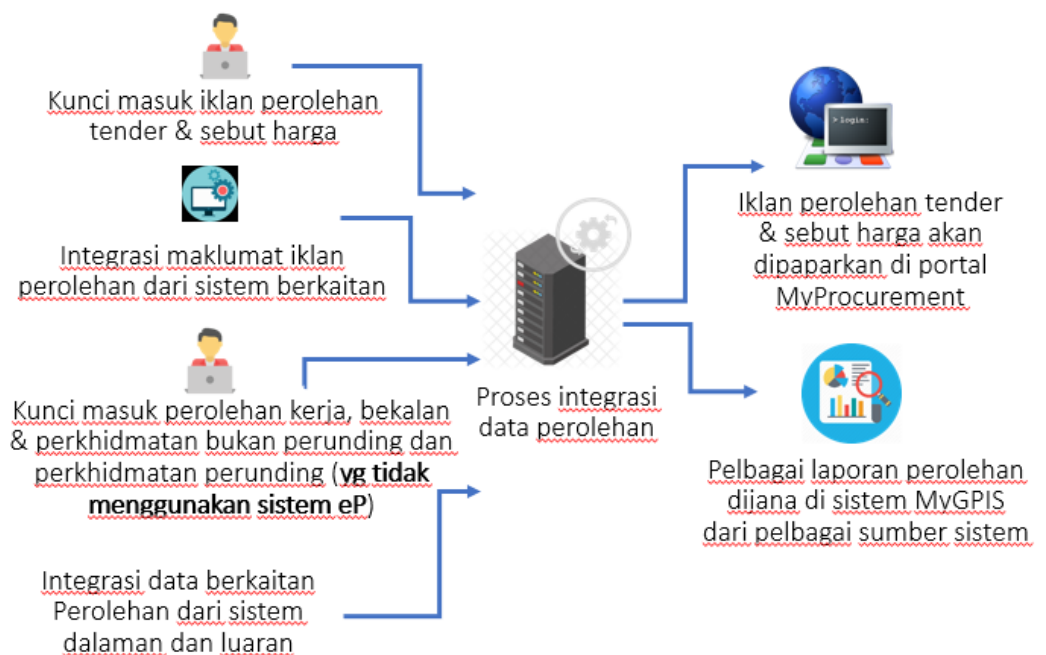 Kunci masuk iklan perolehan
tender & sebut harga
Integrasi maklumat iklan
perolehan dari sistem berkaitan
Kunci masuk perolehan kerja, bekalan
& perkhidmatan bukan perunding dan
perkhidmatan perunding (yg tidak
menggunakan sistem eP)
Integrasi data berkaitan
Perolehan dari sistem
dalaman dan luaran
Proses integrasi
data perolehan
> login:
Iklan perolehan tender
& sebut harga akan
dipaparkan di portal
MyProcurement
Pelbagai laporan perolehan
dijana di sistem MyGPIS
dari pelbagai sumber sistem